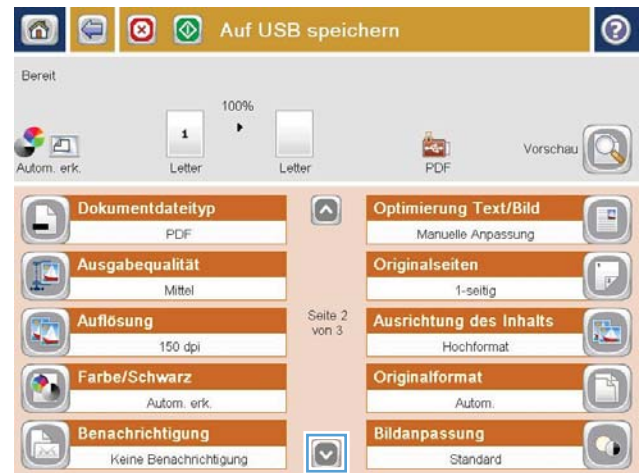 Auf USB speichern
Bereit
100%
1
Autom. erk.
Letter
Letter
PDF
Vorschau
Dokumentdateityp
PDF
Ausgabequalität
Mittel
Auflösung
150 dpi
Farbe/Schwarz
Autom. erk.
Benachrichtigung
Keine Benachrichtigung
Seite 2
von 3
Optimierung Text/Bild
Manuelle Anpassung
Originalseiten
1-seitig
Ausrichtung des Inhalts
Hochformat
Originalformat
Autom.
Bildanpassung
Standard